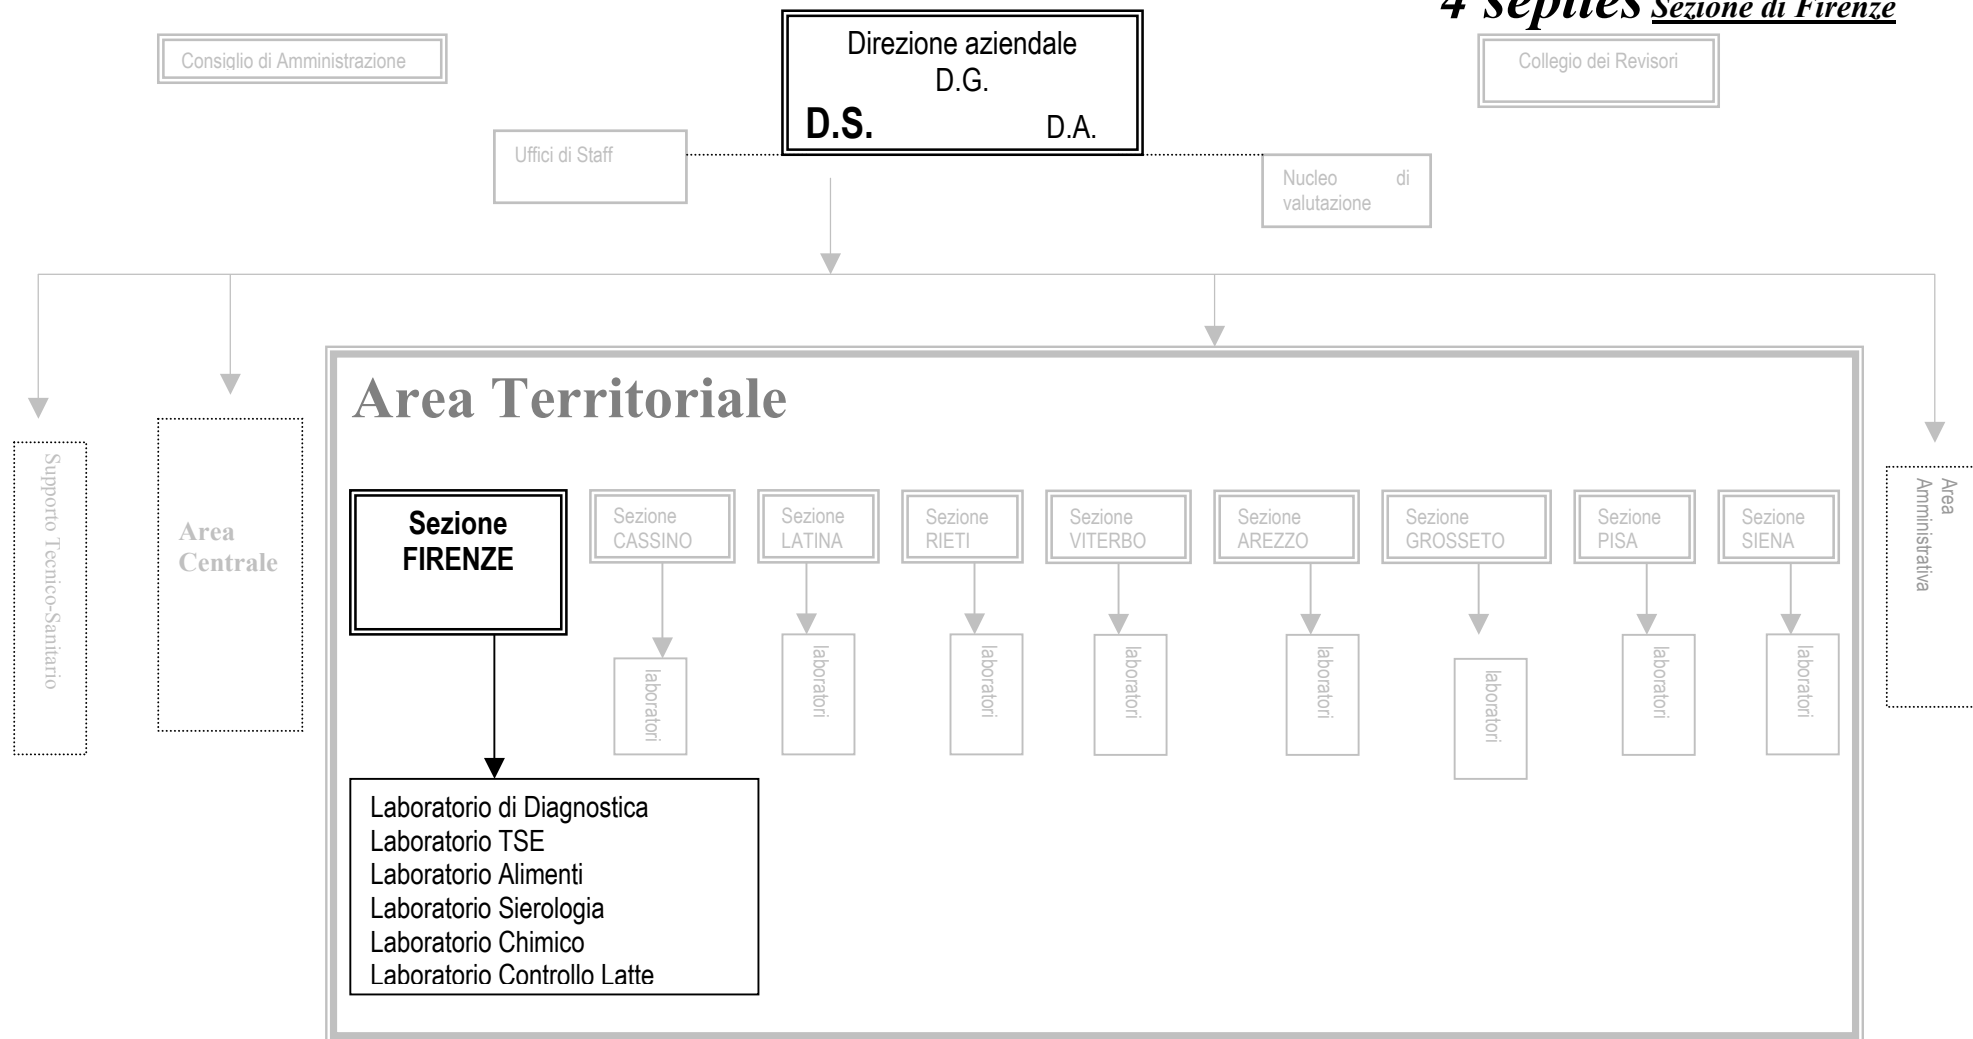 4 septies Sezione di Firenze
Consiglio di Amministrazione
Direzione aziendale
D.G.
D.S. D.A.
Collegio dei Revisori
Uffici di Staff
Nucleo di
valutazione
Area Territoriale
Supporto Tecnico-Sanitario
Area
Centrale
Sezione
FIRENZE
Sezione
CASSINO
Sezione
LATINA
Sezione
RIETI
Sezione
VITERBO
Sezione
AREZZO
Sezione
GROSSETO
Sezione
PISA
Sezione
SIENA
Area
Amministrativa
laboratori
laboratori
laboratori
laboratori
laboratori
laboratori
laboratori
laboratori
Laboratorio di Diagnostica
Laboratorio TSE
Laboratorio Alimenti
Laboratorio Sierologia
Laboratorio Chimico
Laboratorio Controllo Latte